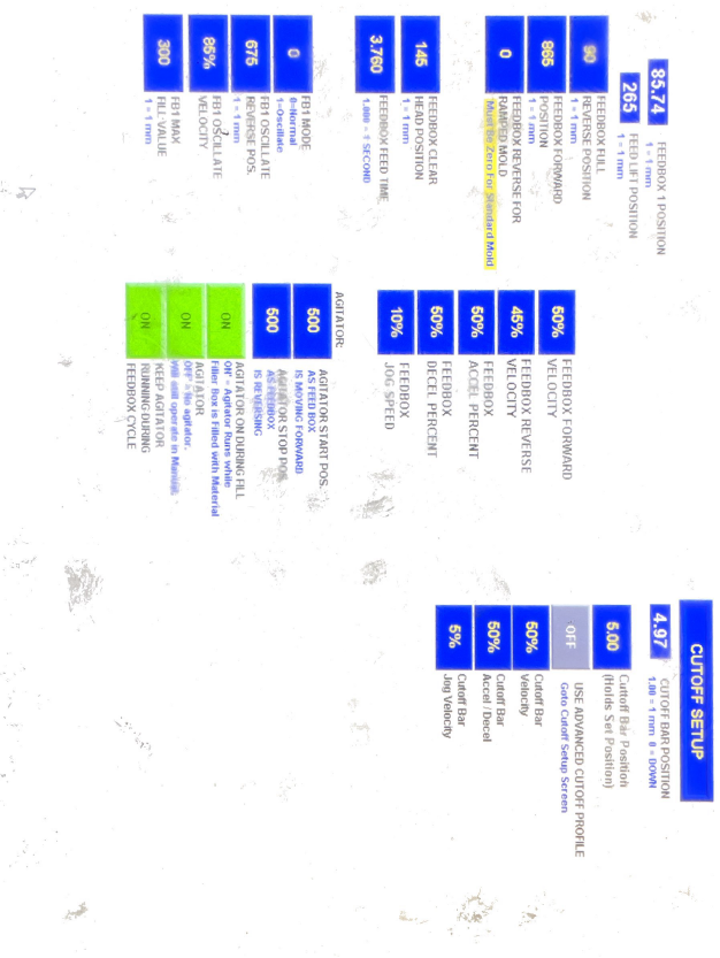 85.74
FEEDBOX 1 POSITION
1 = 1 mm
265
FEED LIFT POSITION
1 = 1 mm
90
FEEDBOX FULL
REVERSE POSITION
1 = 1 mm
865
FEEDBOX FORWARD
POSITION
1 = 1 mm
0
FEEDBOX REVERSE FOR
RAMPED MOLD
*Must Be Zero For Standard Mold
145
FEEDBOX CLEAR
HEAD POSITION
1 = 1 mm
3.760
FEEDBOX FEED TIME
1.000 = 1 SECOND
0
FB1 MODE
0=Normal
1=Oscillate
675
FB1 OSCILLATE
REVERSE POS.
1 = 1 mm
85%
FB1 OSCILLATE
VELOCITY
300
FB1 MAX
FILL VALUE
1 = 1 mm
50%
FEEDBOX FORWARD
VELOCITY
45%
FEEDBOX REVERSE
VELOCITY
50%
FEEDBOX
ACCEL PERCENT
50%
FEEDBOX
DECEL PERCENT
10%
FEEDBOX
JOG SPEED
AGITATOR:
500
AGITATOR START POS.
AS FEED BOX
IS MOVING FORWARD
500
AGITATOR STOP POS.
AS FEEDBOX
IS REVERSING
ON
AGITATOR ON DURING FILL
ON' = Agitator Runs while
Filler Box is Filled with Material
ON
AGITATOR
OFF' = No agitator.
Will still operate in Manual.
ON
KEEP AGITATOR
RUNNING DURING
FEEDBOX CYCLE
CUTOFF SETUP
4.97
CUTOFF BAR POSITION
1.00 = 1 mm 0 = DOWN
5.00
Cuttoff Bar Position
(Holds Set Position)
OFF
USE ADVANCED CUTOFF PROFILE
Goto Cutoff Setup Screen
50%
Cutoff Bar
Velocity
50%
Cutoff Bar
Accel / Decel
5%
Cutoff Bar
Jog Velocity